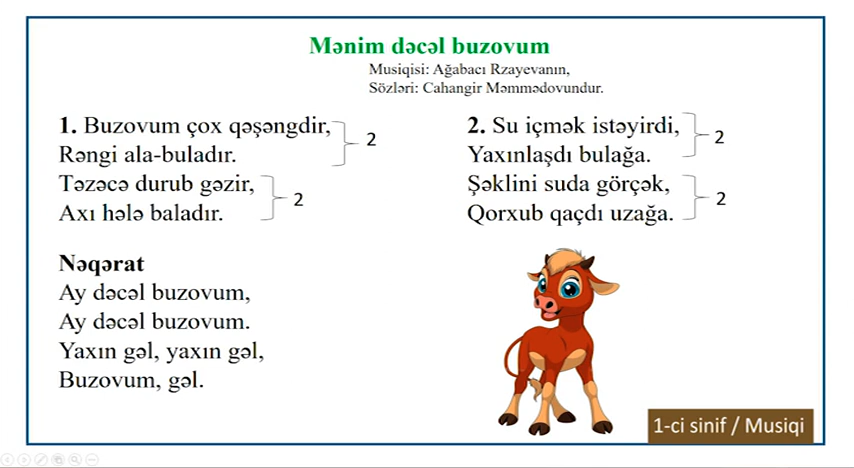 Mənim dəcəl buzovum
Musiqisi: Ağabacı Rzayevanın,
Sözləri: Cahangir Məmmədovundur.
1. Buzovum çox qəşəngdir,
Rəngi ala-buladır.
2
Təzəcə durub gəzir,
Axı hələ baladır.
2
Nəqərat
Ay dəcəl buzovum,
Ay dəcəl buzovum.
Yaxın gəl, yaxın gəl,
Buzovum, gəl.
2. Su içmək istəyirdi,
Yaxınlaşdı bulağa.
2
Şəklini suda görçək,
Qorxub qaçdı uzağa.
2
1-ci sinif / Musiqi